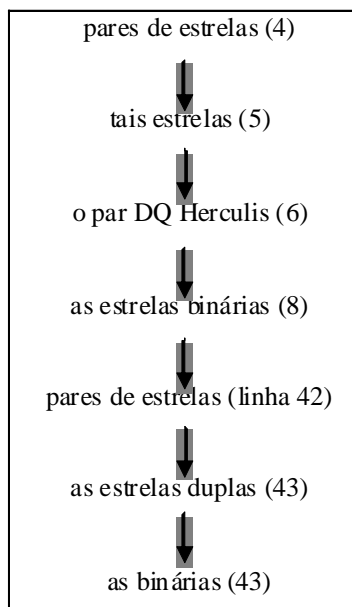 pares de estrelas (4)
tais estrelas (5)
o par DQ Herculis (6)
as estrelas binárias (8)
pares de estrelas (linha 42)
as estrelas duplas (43)
as binárias (43)